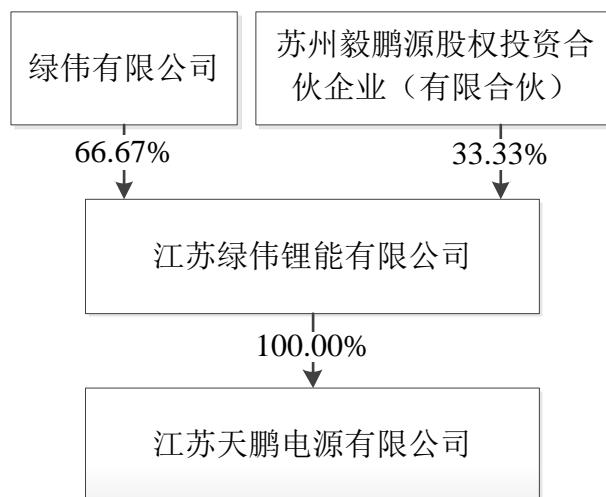 绿伟有限公司
苏州毅鹏源股权投资合
伙企业（有限合伙）
66.67%
33.33%
江苏绿伟锂能有限公司
100.00%
江苏天鹏电源有限公司